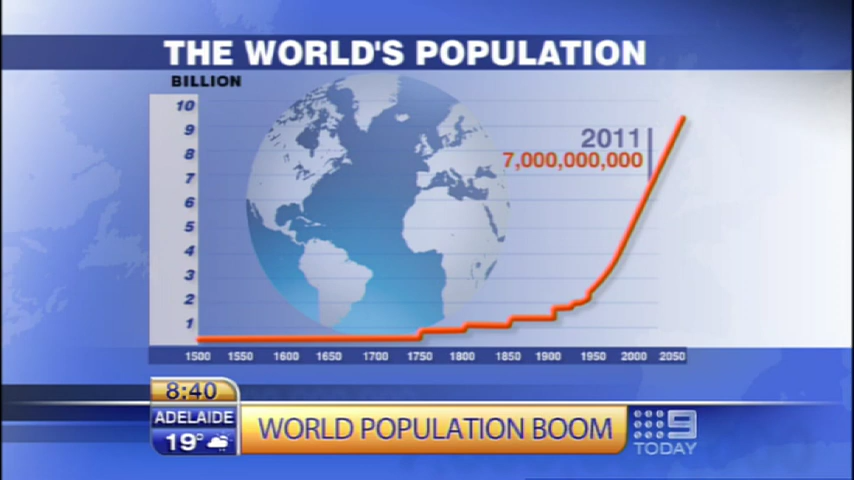 THE WORLD'S POPULATION
BILLION
10
9
8
7
6
5
4
3
2
1
2011
7,000,000,000
1500 1550 1600 1650 1700 1750 1800 1850 1900 1950 2000 2050
8:40
ADELAIDE
19°
WORLD POPULATION BOOM
9
TODAY